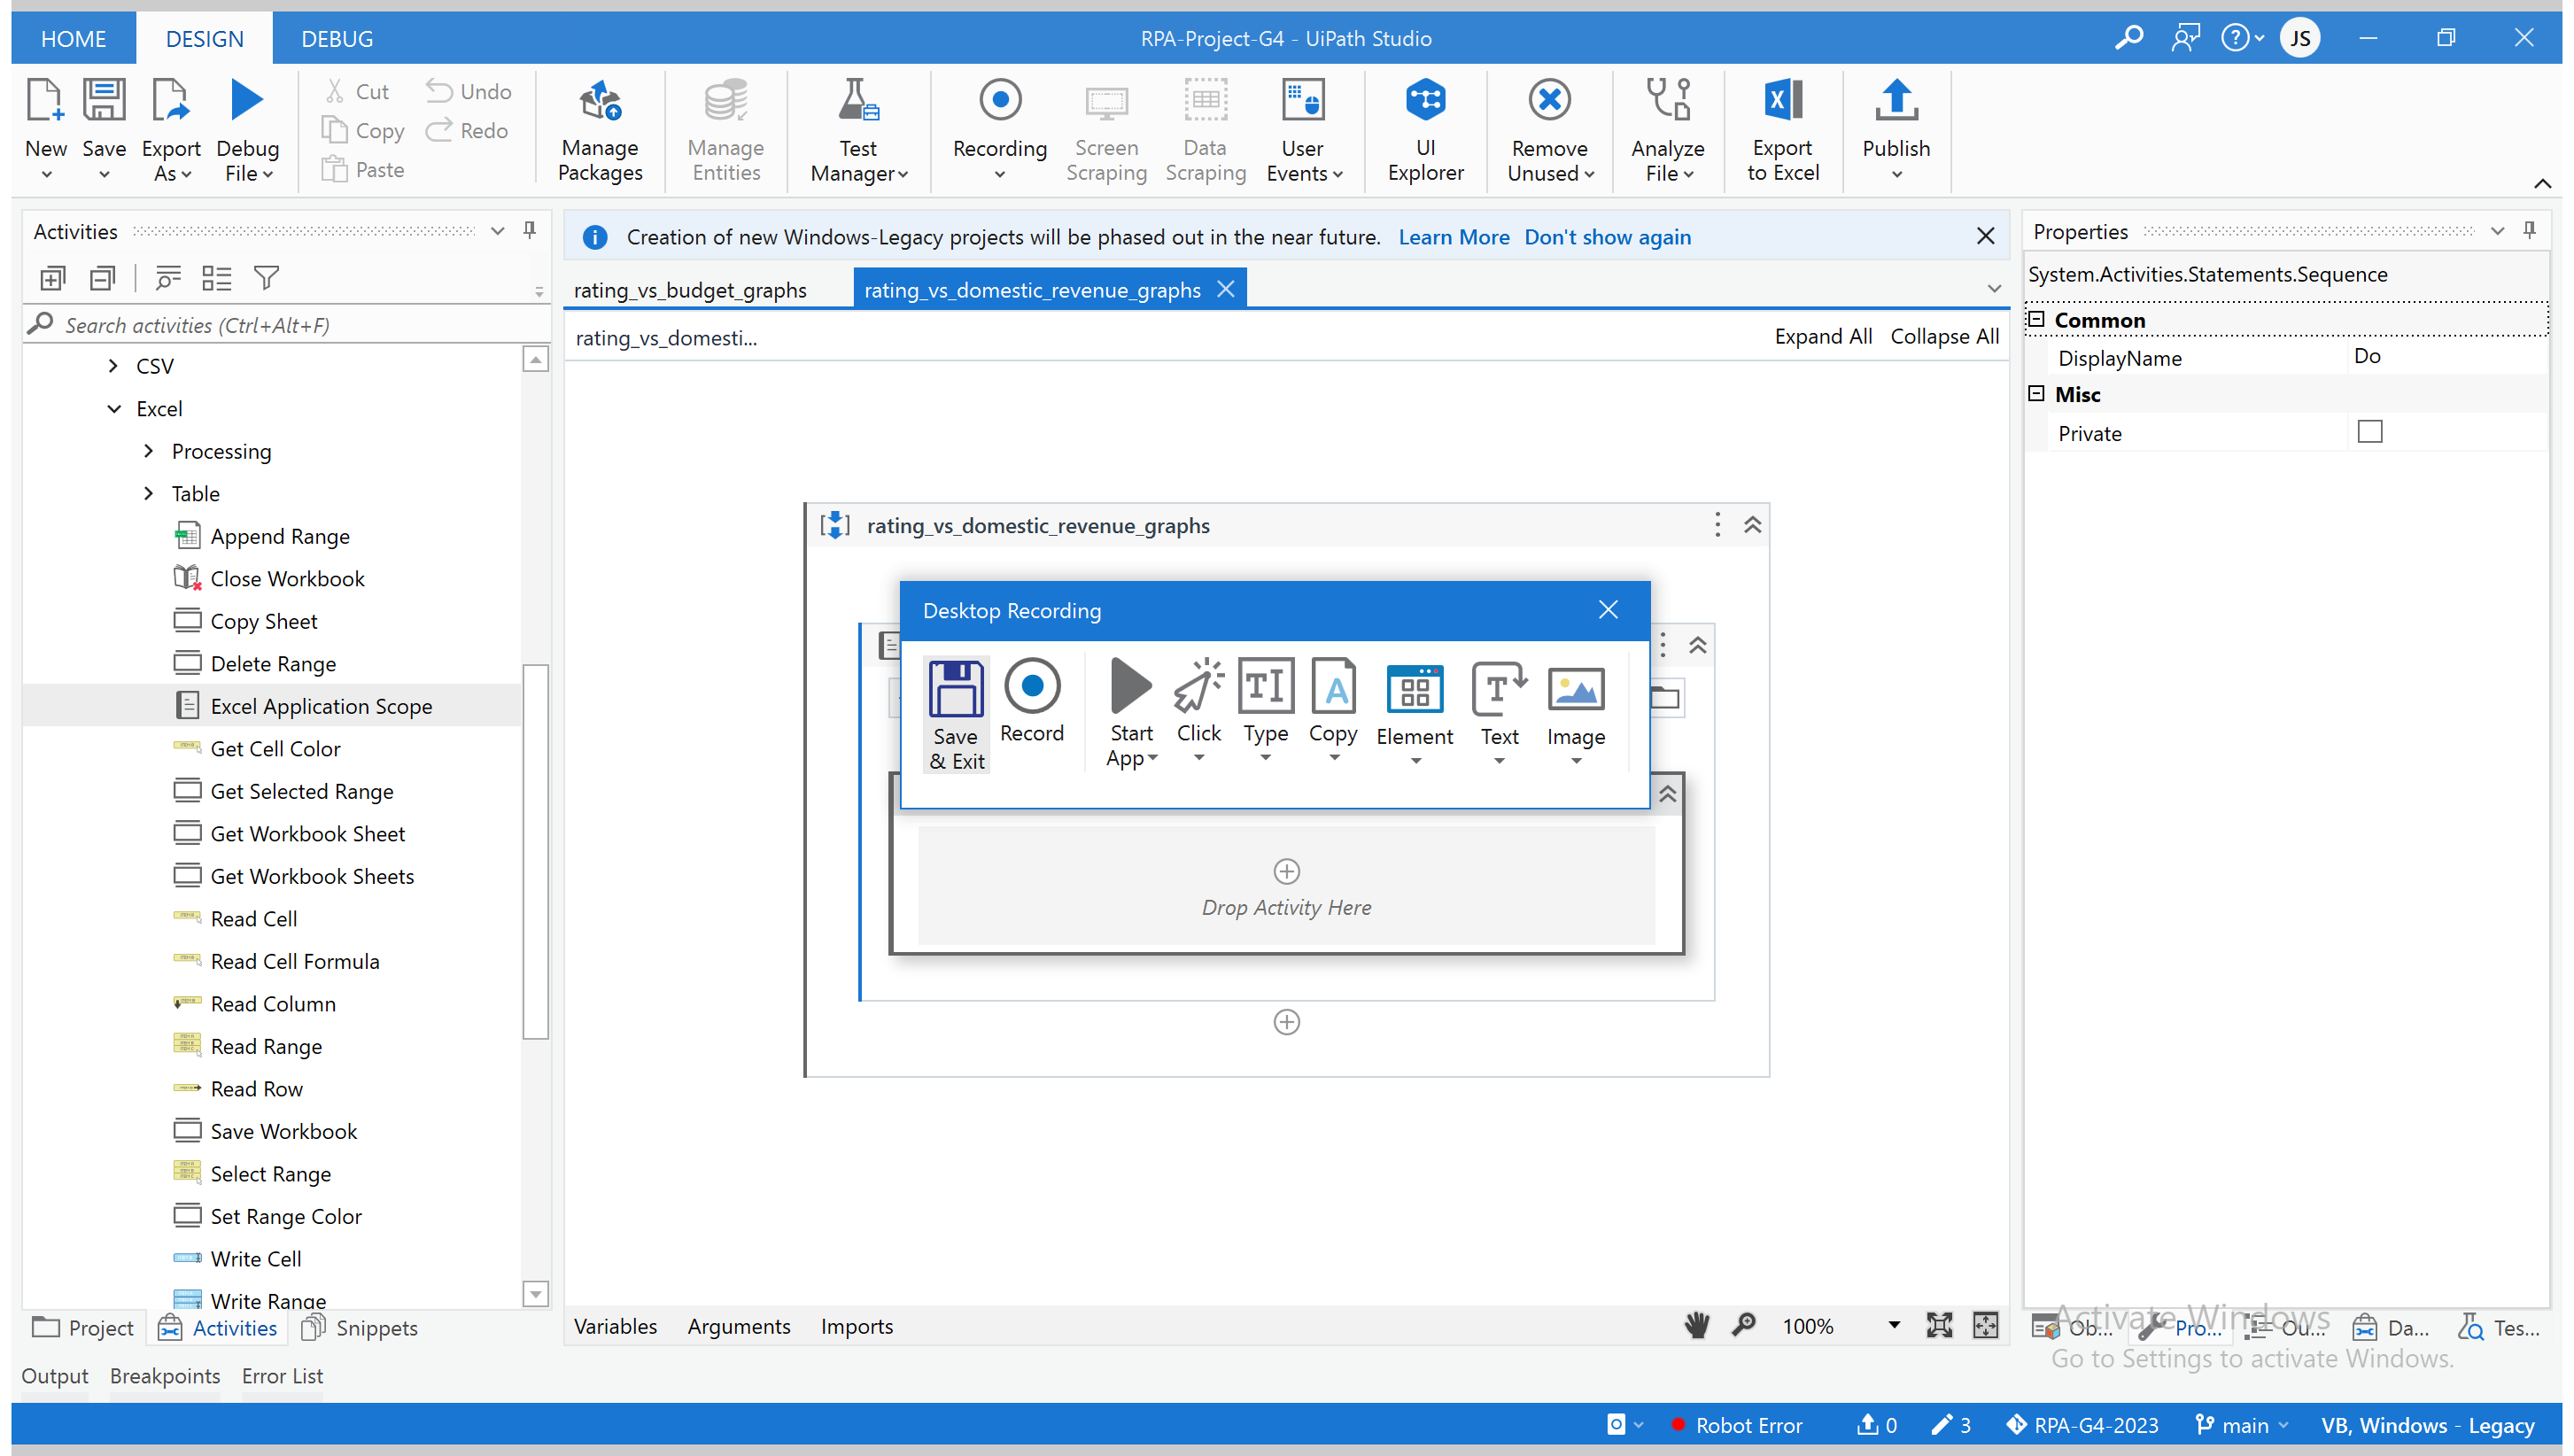 HOME DESIGN DEBUG RPA-Project-G4 - UiPath Studio JS
New Save Export As Debug File
Cut Copy Paste Undo Redo
Manage Packages
Manage Entities
Test Manager
Recording
Screen Scraping
Data Scraping
User Events
UI Explorer
Remove Unused
Analyze File
Export to Excel
Publish
Activities
Search activities (Ctrl+Alt+F)
CSV
Excel
Processing
Table
Append Range
Close Workbook
Copy Sheet
Delete Range
Excel Application Scope
Get Cell Color
Get Selected Range
Get Workbook Sheet
Get Workbook Sheets
Read Cell
Read Cell Formula
Read Column
Read Range
Read Row
Save Workbook
Select Range
Set Range Color
Write Cell
Write Range
Project Activities Snippets
Creation of new Windows-Legacy projects will be phased out in the near future. Learn More Don't show again
rating_vs_budget_graphs rating_vs_domestic_revenue_graphs
rating_vs_domesti... Expand All Collapse All
rating_vs_domestic_revenue_graphs
Desktop Recording
Save & Exit
Record
Start App
Click
Type
Copy
Element
Text
Image
Drop Activity Here
Variables Arguments Imports 100%
Properties
System.Activities.Statements.Sequence
Common
DisplayName Do
Misc
Private
Ob... Pro... Ou... Da... Tes...
Activate Windows
Go to Settings to activate Windows.
Output Breakpoints Error List
Robot Error 0 3 RPA-G4-2023 main VB, Windows - Legacy